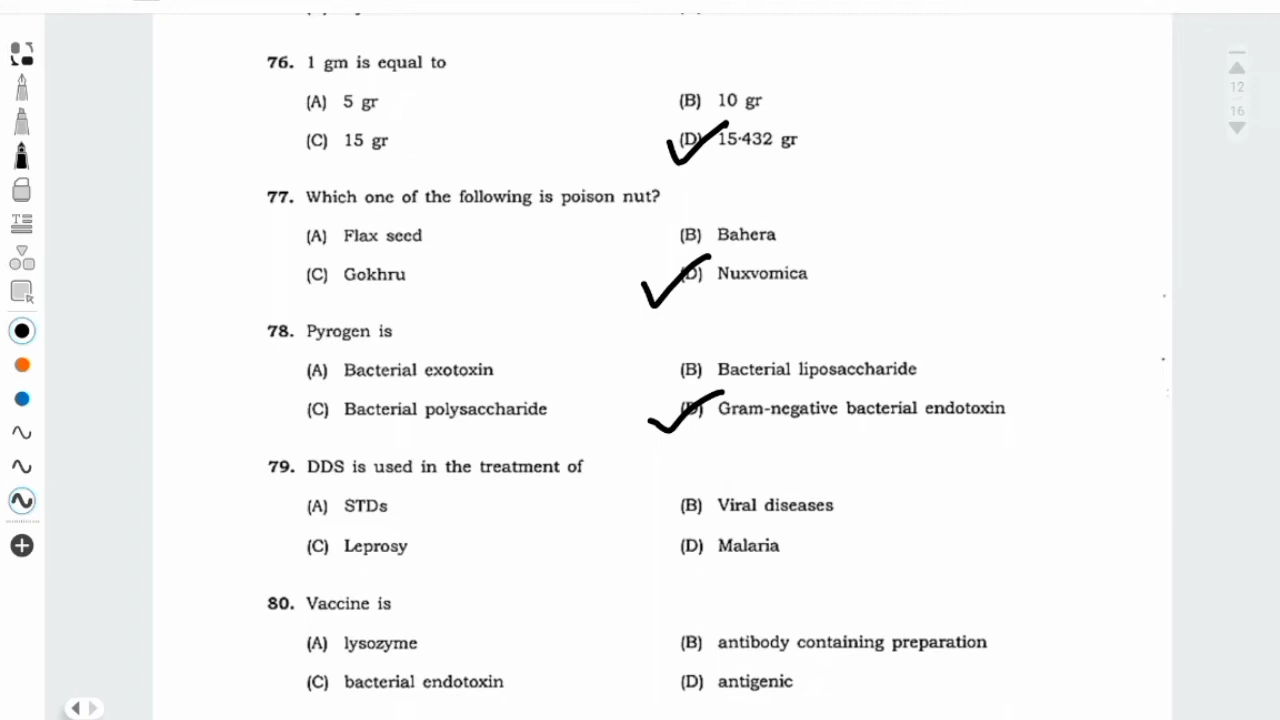 76. 1 gm is equal to
(A) 5 gr (B) 10 gr
(C) 15 gr (D) 15·432 gr
77. Which one of the following is poison nut?
(A) Flax seed (B) Bahera
(C) Gokhru (D) Nuxvomica
78. Pyrogen is
(A) Bacterial exotoxin (B) Bacterial liposaccharide
(C) Bacterial polysaccharide (D) Gram-negative bacterial endotoxin
79. DDS is used in the treatment of
(A) STDs (B) Viral diseases
(C) Leprosy (D) Malaria
80. Vaccine is
(A) lysozyme (B) antibody containing preparation
(C) bacterial endotoxin (D) antigenic
12
16